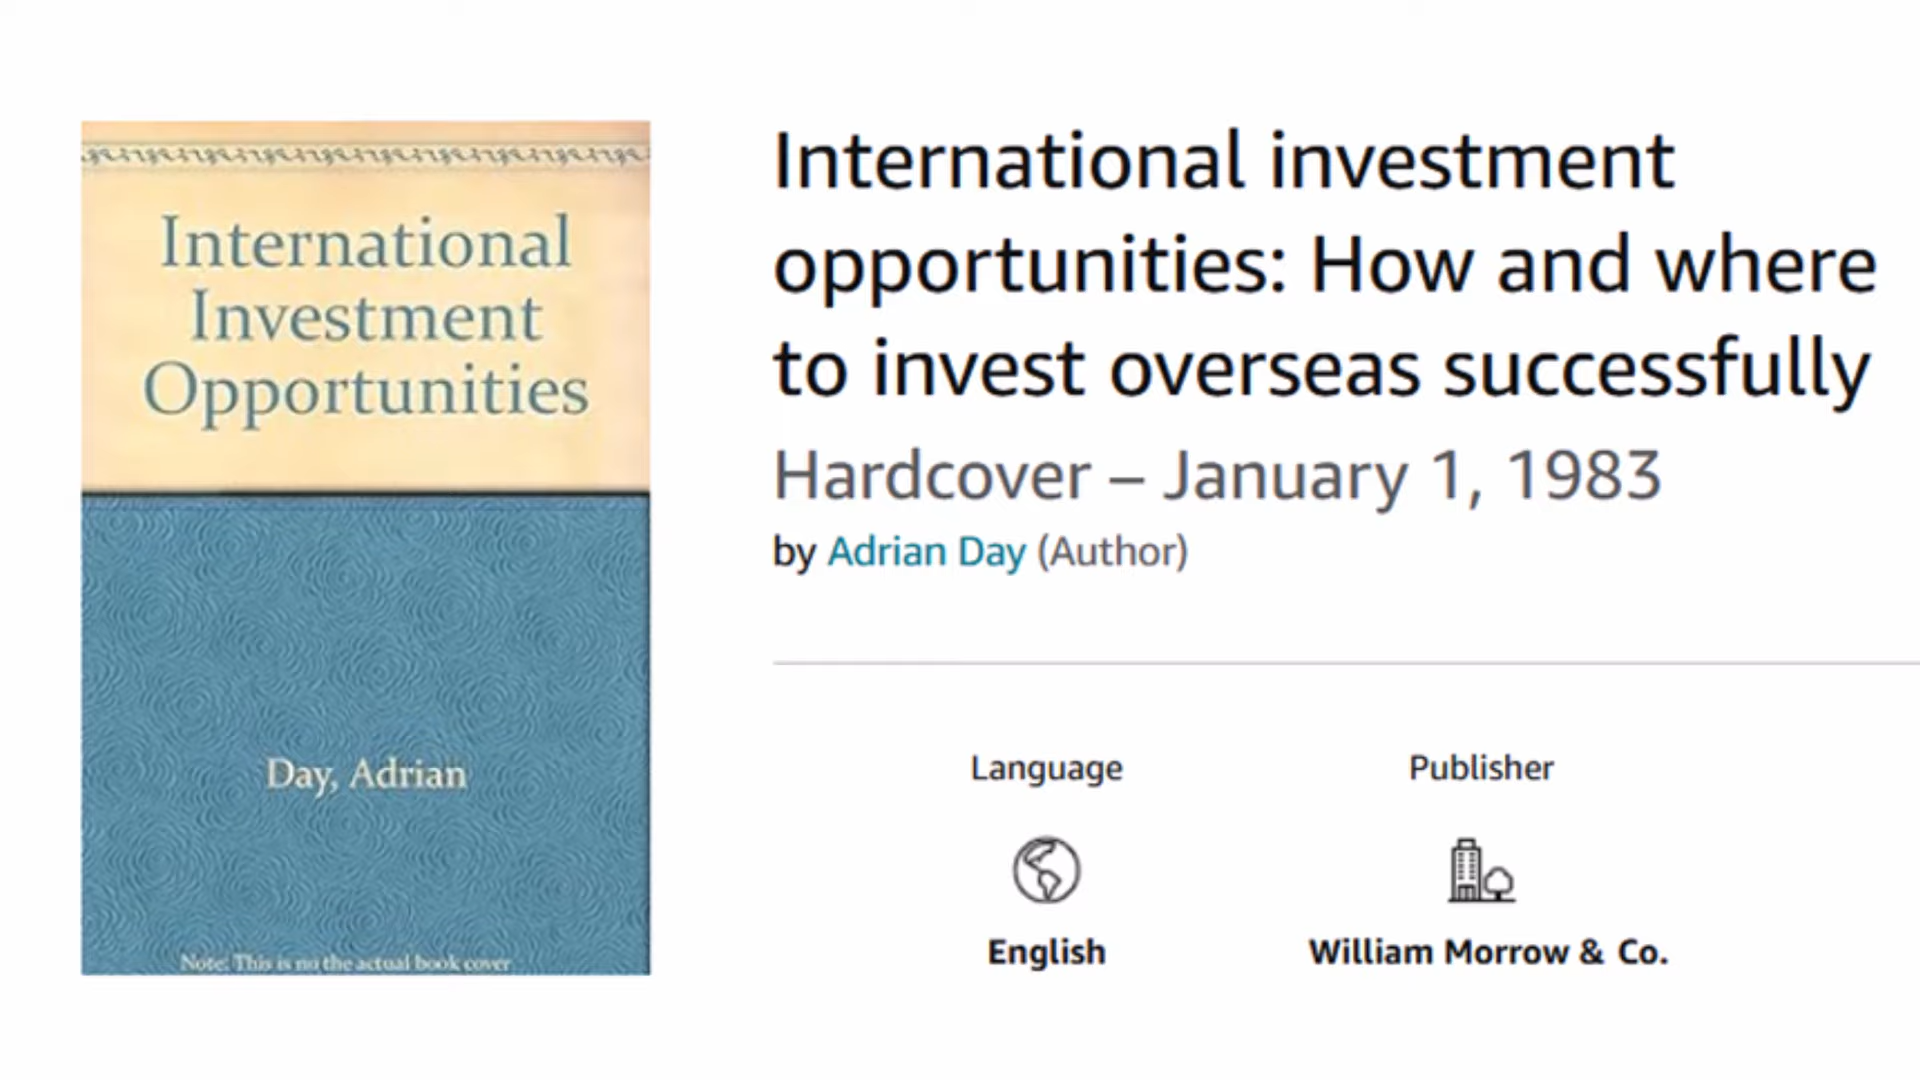 International
Investment
Opportunities
Day, Adrian
Note: This is no the actual book cover
International investment
opportunities: How and where
to invest overseas successfully
Hardcover – January 1, 1983
by Adrian Day (Author)
Language
Publisher
English
William Morrow & Co.